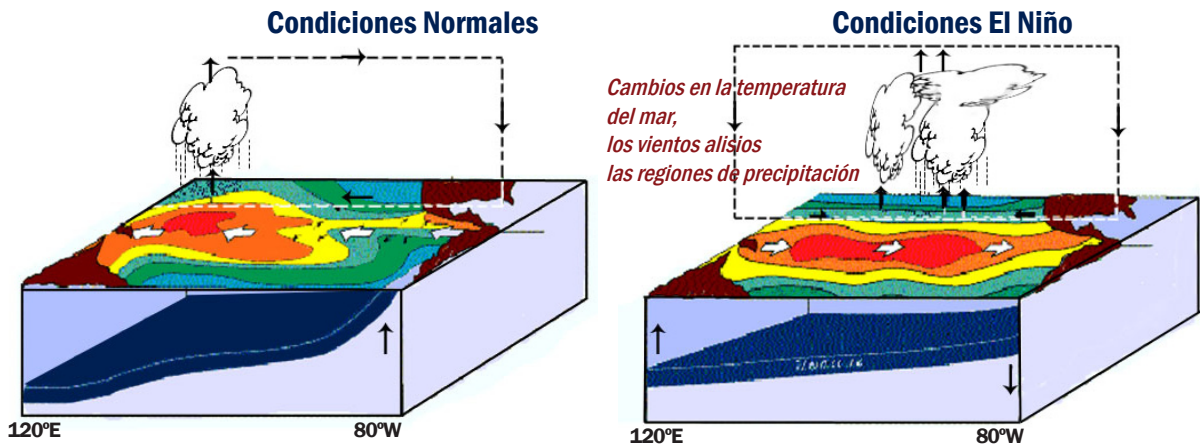 Condiciones Normales
Condiciones El Niño
Cambios en la temperatura
del mar,
los vientos alisios
las regiones de precipitación
120ºE
80ºW
120ºE
80ºW